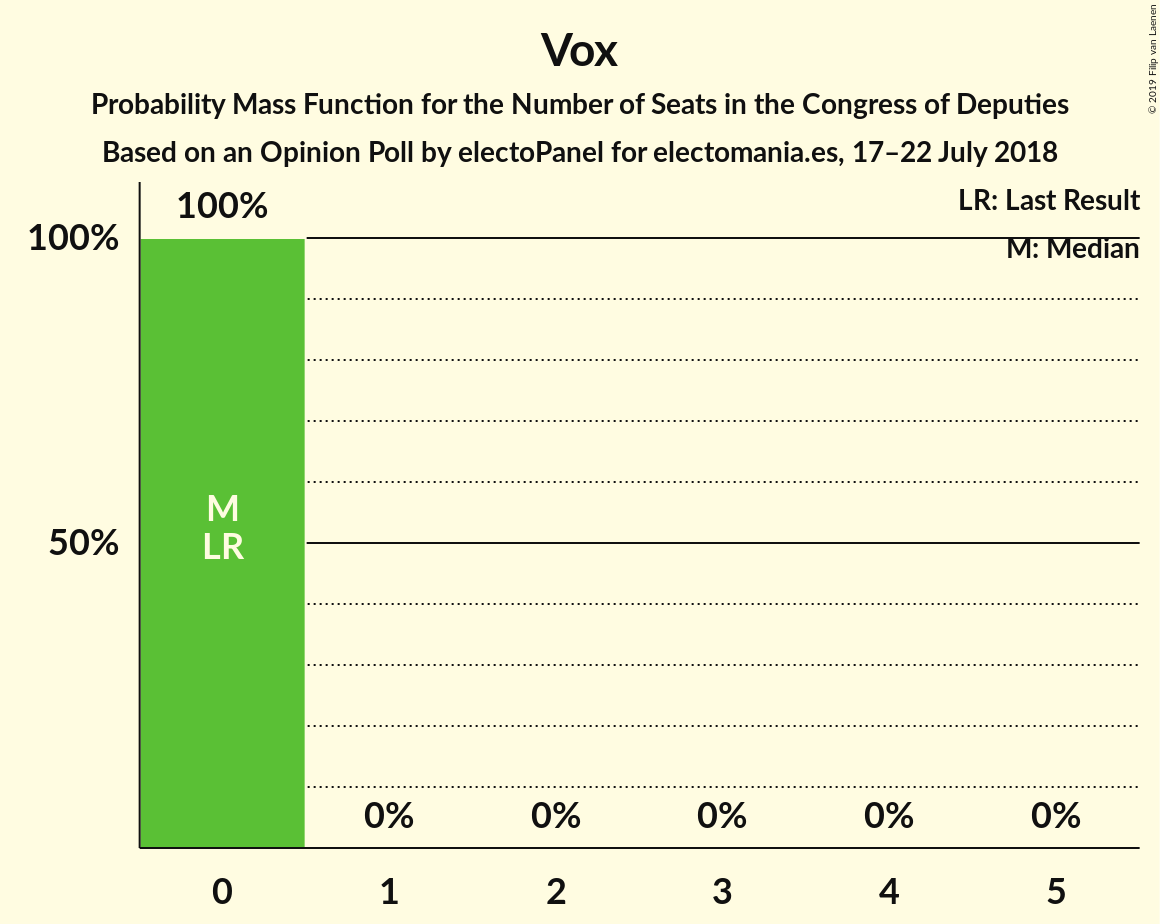 Vox
Probability Mass Function for the Number of Seats in the Congress of Deputies
Based on an Opinion Poll by electoPanel for electomania.es, 17–22 July 2018
© 2019 Filip van Laenen
LR: Last Result
M: Median
100%
100%
50%
M
LR
0%
0%
0%
0%
0%
0
1
2
3
4
5